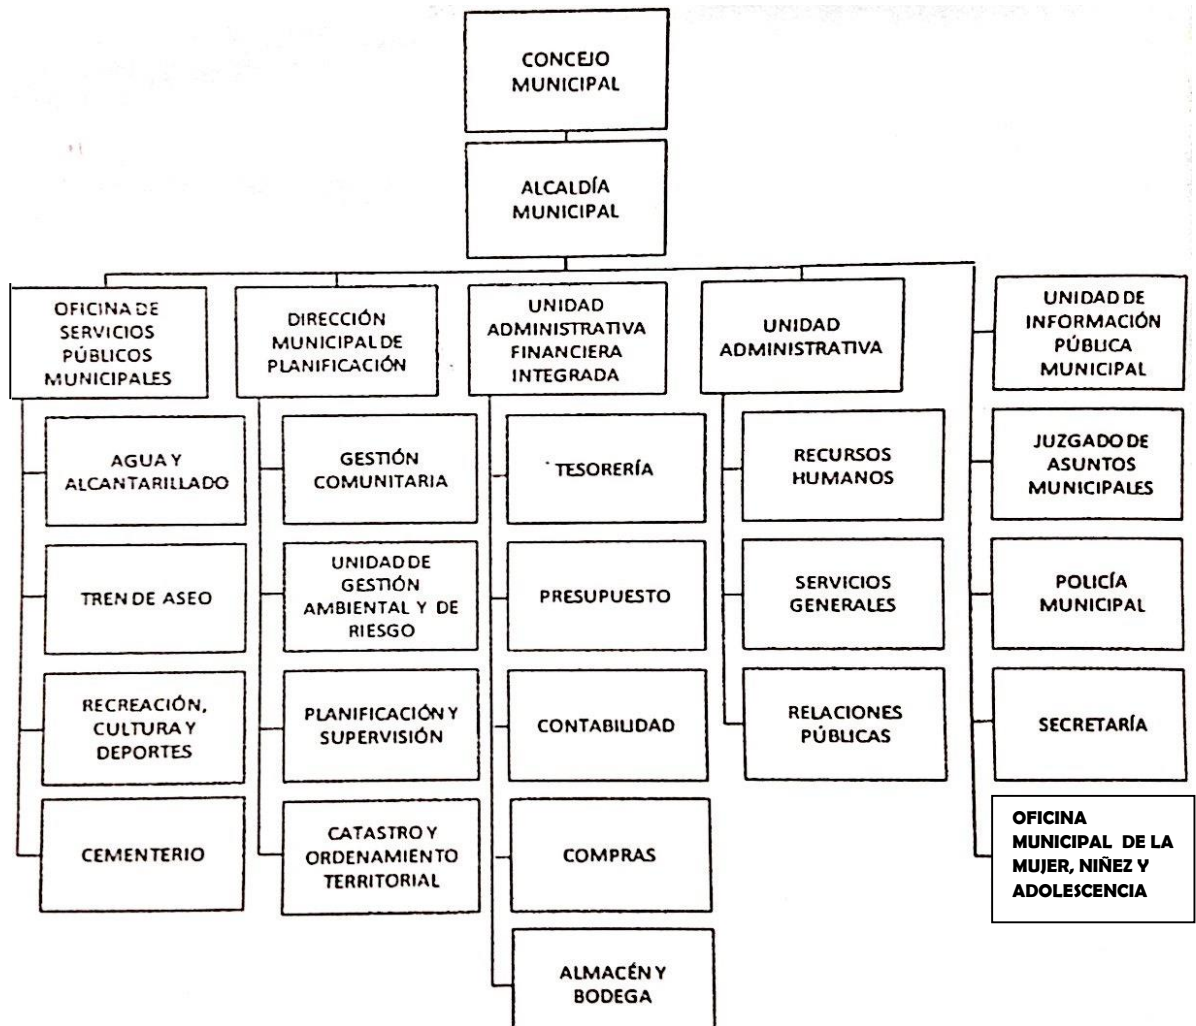 CONCEJO
MUNICIPAL
ALCALDÍA
MUNICIPAL
OFICINA DE
SERVICIOS
PÚBLICOS
MUNICIPALES
AGUA Y
ALCANTARILLADO
TREN DE ASEO
RECREACIÓN,
CULTURA Y
DEPORTES
CEMENTERIO
DIRECCIÓN
MUNICIPAL DE
PLANIFICACIÓN
GESTIÓN
COMUNITARIA
UNIDAD DE
GESTIÓN
AMBIENTAL Y DE
RIESGO
PLANIFICACIÓN Y
SUPERVISIÓN
CATASTRO Y
ORDENAMIENTO
TERRITORIAL
UNIDAD
ADMINISTRATIVA
FINANCIERA
INTEGRADA
TESORERÍA
PRESUPUESTO
CONTABILIDAD
COMPRAS
ALMACÉN Y
BODEGA
UNIDAD
ADMINISTRATIVA
RECURSOS
HUMANOS
SERVICIOS
GENERALES
RELACIONES
PÚBLICAS
UNIDAD DE
INFORMACIÓN
PÚBLICA
MUNICIPAL
JUZGADO DE
ASUNTOS
MUNICIPALES
POLICÍA
MUNICIPAL
SECRETARÍA
OFICINA
MUNICIPAL DE LA
MUJER, NIÑEZ Y
ADOLESCENCIA